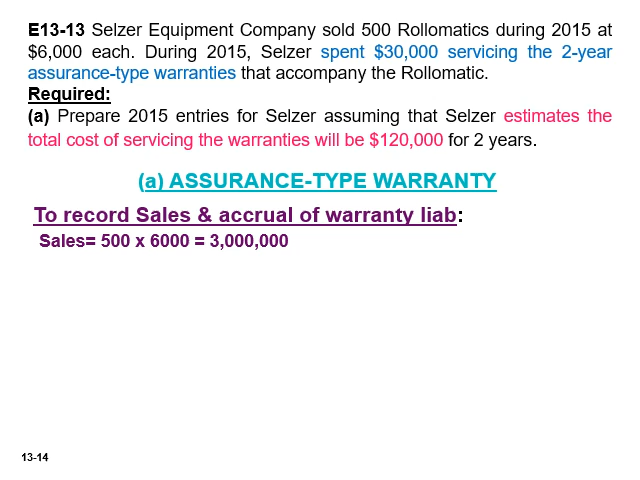 E13-13 Selzer Equipment Company sold 500 Rollomatics during 2015 at
$6,000 each. During 2015, Selzer spent $30,000 servicing the 2-year
assurance-type warranties that accompany the Rollomatic.
Required:
(a) Prepare 2015 entries for Selzer assuming that Selzer estimates the
total cost of servicing the warranties will be $120,000 for 2 years.
(a) ASSURANCE-TYPE WARRANTY
To record Sales & accrual of warranty liab:
Sales= 500 x 6000 = 3,000,000
13-14